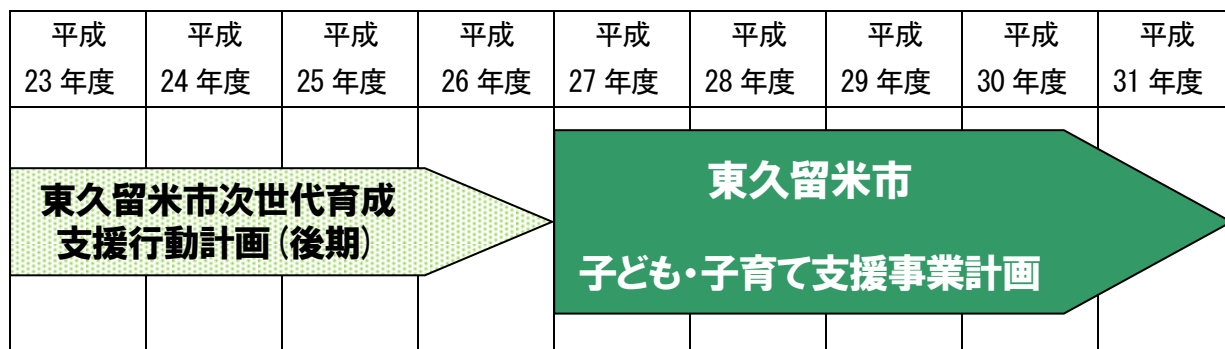 平成 平成 平成 平成 平成 平成 平成 平成 平成
23 年度 24 年度 25 年度 26 年度 27 年度 28 年度 29 年度 30 年度 31 年度
東久留米市次世代育成
支援行動計画(後期)
東久留米市
子ども・子育て支援事業計画